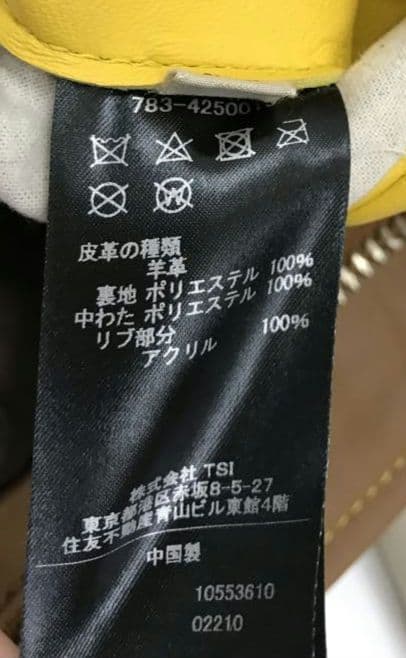 783-42500
皮革の種類
羊革
裏地 ポリエステル 100%
中わた ポリエステル 100%
リブ部分
アクリル 100%
株式会社 TSI
東京都港区赤坂8-5-27
住友不動産青山ビル東館4階
中国製
10553610
02210